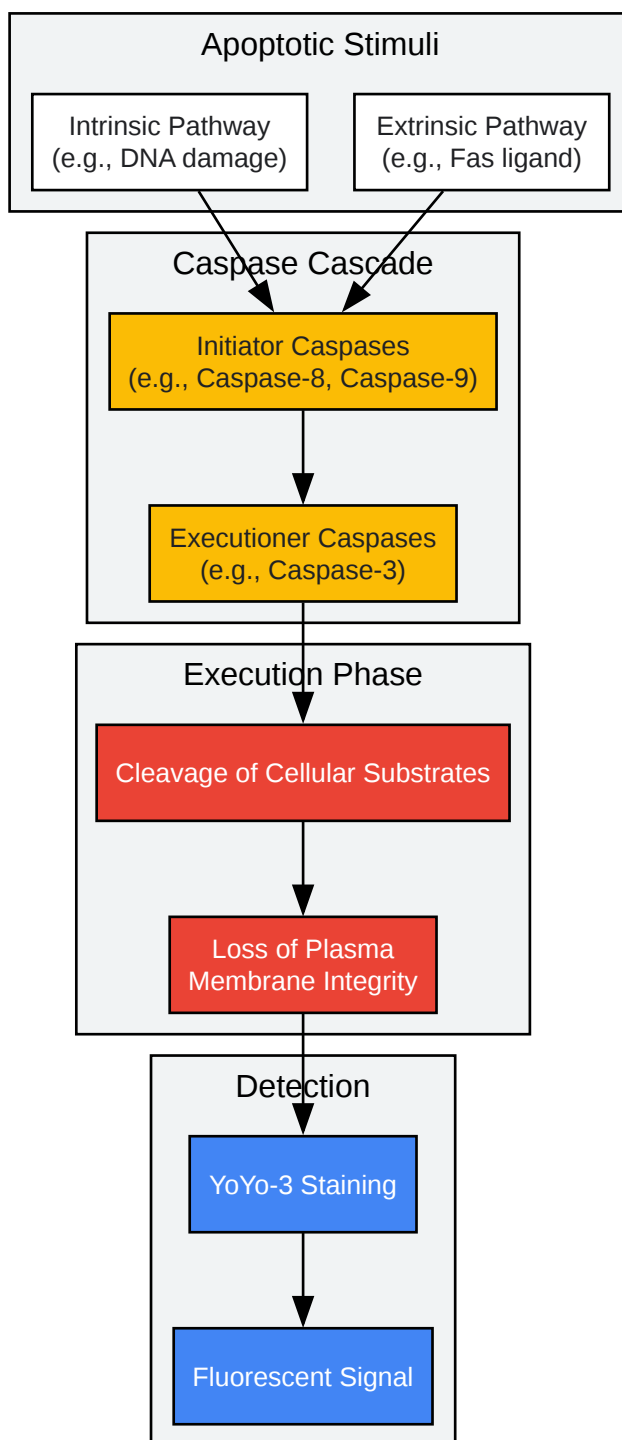 Apoptotic Stimuli
Intrinsic Pathway
(e.g., DNA damage)
Extrinsic Pathway
(e.g., Fas ligand)
Caspase Cascade
Initiator Caspases
(e.g., Caspase-8, Caspase-9)
Executioner Caspases
(e.g., Caspase-3)
Execution Phase
Cleavage of Cellular Substrates
Loss of Plasma
Membrane Integrity
Detection
YoYo-3 Staining
Fluorescent Signal